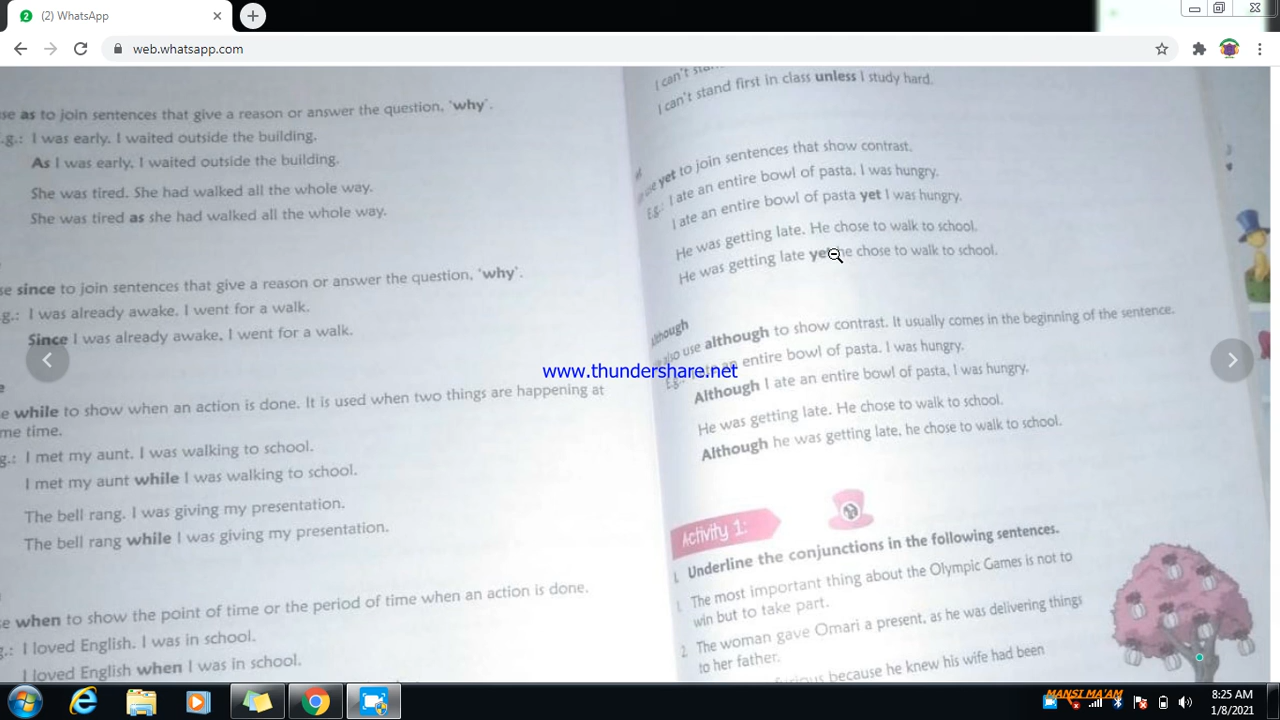 (2) WhatsApp
web.whatsapp.com
se as to join sentences that give a reason or answer the question, 'why'.
.g.: I was early. I waited outside the building.
As I was early, I waited outside the building.
She was tired. She had walked all the whole way.
She was tired as she had walked all the whole way.
se since to join sentences that give a reason or answer the question, 'why'.
g.: I was already awake. I went for a walk.
Since I was already awake, I went for a walk.
e
e while to show when an action is done. It is used when two things are happening at
me time.
g.: I met my aunt. I was walking to school.
I met my aunt while I was walking to school.
The bell rang. I was giving my presentation.
The bell rang while I was giving my presentation.
e when to show the point of time or the period of time when an action is done.
g.: I loved English. I was in school.
I loved English when I was in school.
I can't
I can't stand first in class unless I study hard.
use yet to join sentences that show contrast.
E.g.: I ate an entire bowl of pasta. I was hungry.
I ate an entire bowl of pasta yet I was hungry.
He was getting late. He chose to walk to school.
He was getting late yet he chose to walk to school.
Although
also use although to show contrast. It usually comes in the beginning of the sentence.
E.g.: an entire bowl of pasta. I was hungry.
www.thundershare.net
Although I ate an entire bowl of pasta, I was hungry.
He was getting late. He chose to walk to school.
Although he was getting late, he chose to walk to school.
Activity 1:
I. Underline the conjunctions in the following sentences.
1. The most important thing about the Olympic Games is not to
win but to take part.
2. The woman gave Omari a present, as he was delivering things
to her father.
because he knew his wife had been
MANSI MA'AM
8:25 AM
1/8/2021